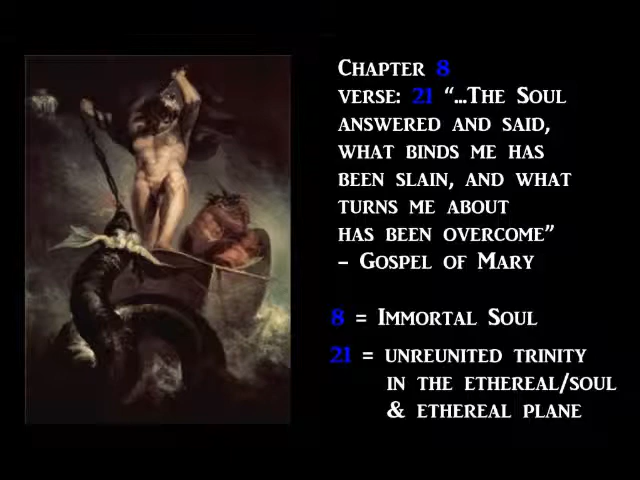 Chapter 8
verse: 21 “...The Soul
answered and said,
what binds me has
been slain, and what
turns me about
has been overcome”
– Gospel of Mary
8 = Immortal Soul
21 = unreunited trinity
in the ethereal/soul
& ethereal plane